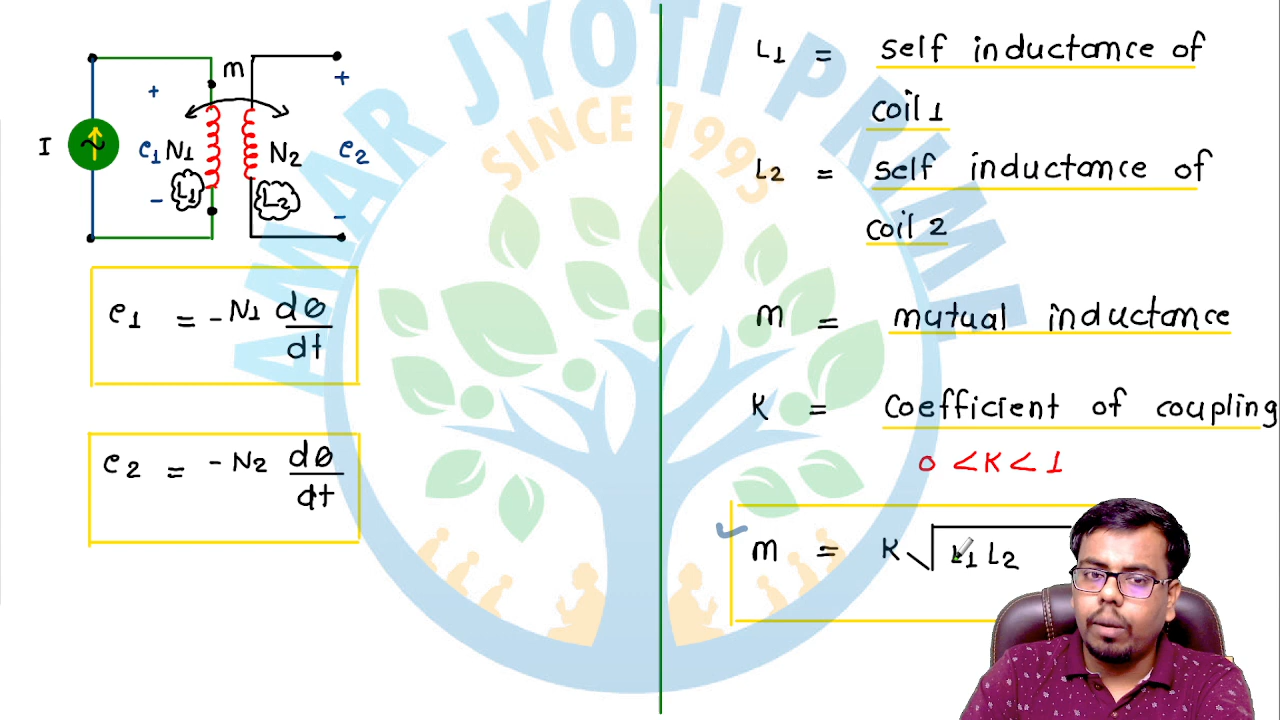 AMAR JYOTI PRIME
SINCE 1993
I
+
e1
-
N1
L1
m
N2
L2
+
e2
-
e1 = -N1 dθ/dt
e2 = -N2 dθ/dt
L1 = self inductance of
coil 1
L2 = self inductance of
coil 2
m = mutual inductance
K = Coefficient of coupling
0 < K < 1
m = K√L1 L2